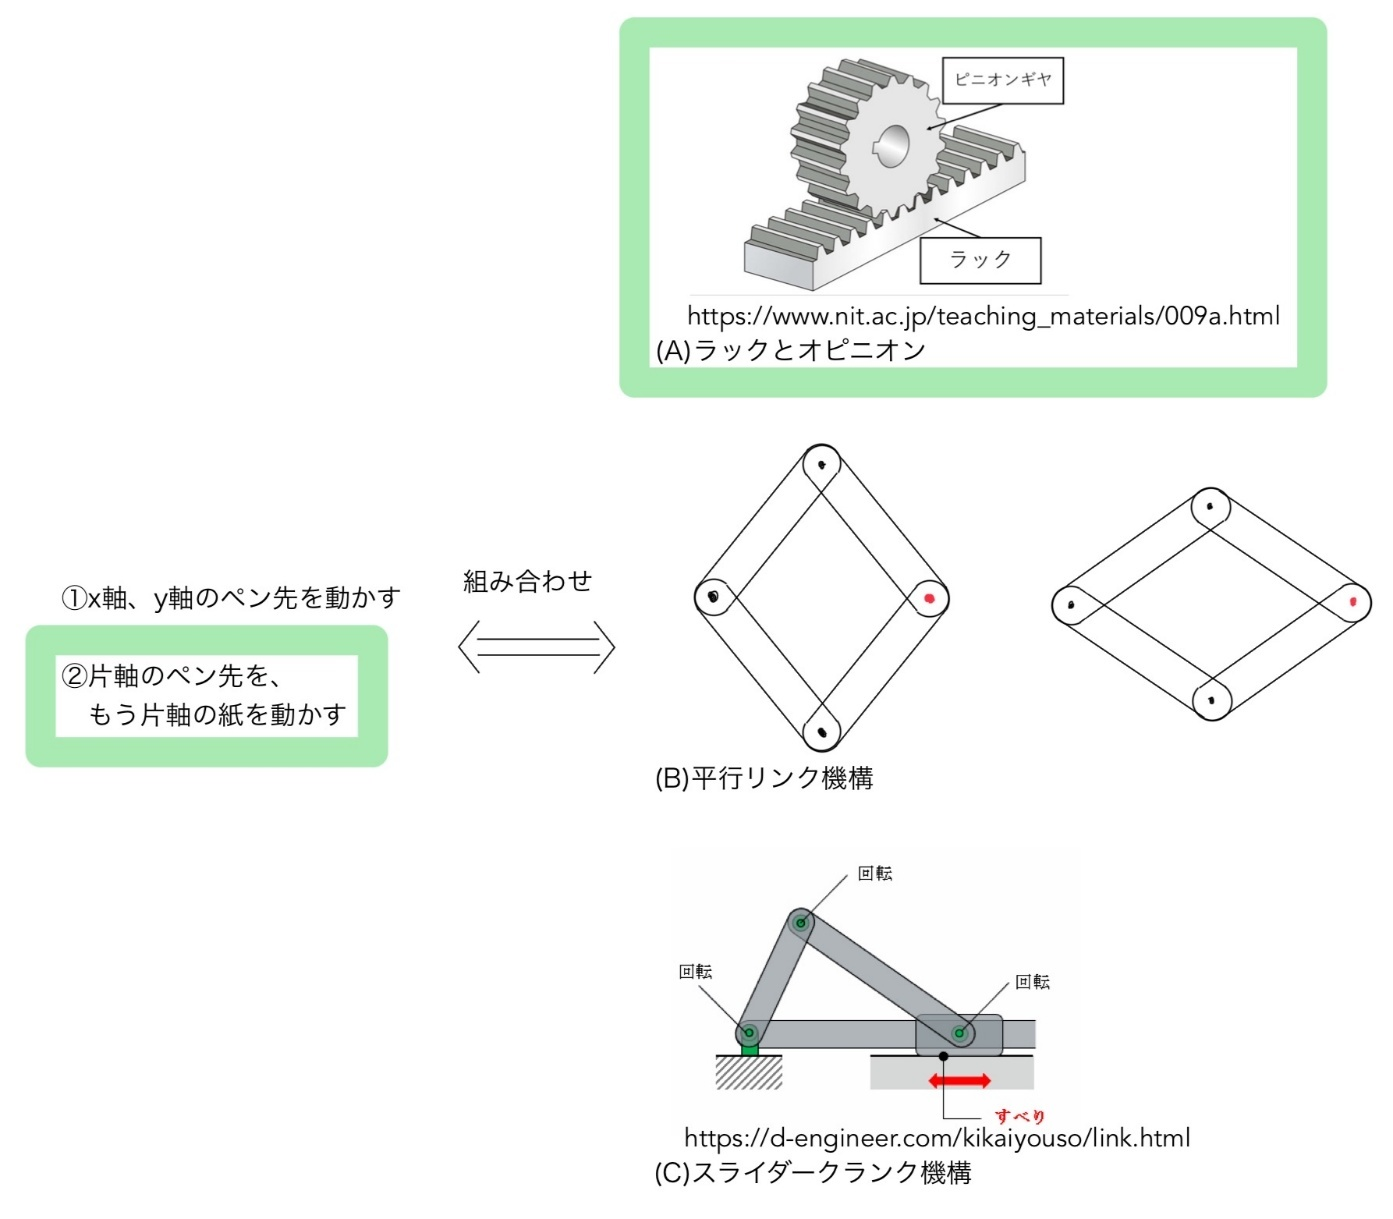 ピニオンギヤ
ラック
https://www.nit.ac.jp/teaching_materials/009a.html
(A)ラックとオピニオン
①x軸、y軸のペン先を動かす
組み合わせ
②片軸のペン先を、
もう片軸の紙を動かす
(B)平行リンク機構
回転
回転
回転
すべり
https://d-engineer.com/kikaiyouso/link.html
(C)スライダークランク機構